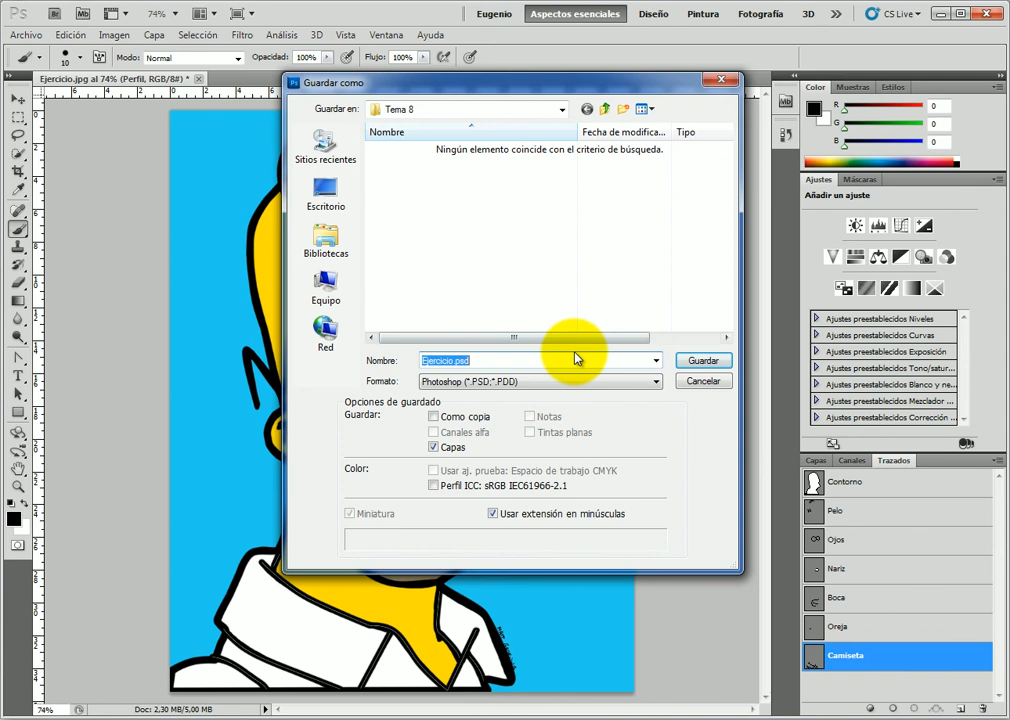 Ps Br Mb 74% Eugenio Aspectos esenciales Diseño Pintura Fotografía 3D CS Live
Archivo Edición Imagen Capa Selección Filtro Análisis 3D Vista Ventana Ayuda
10 Modo: Normal Opacidad: 100% Flujo: 100%
Ejercicio.jpg al 74% (Perfil, RGB/8#) *
Guardar como
Guardar en: Tema 8
Nombre Fecha de modifica... Tipo
Ningún elemento coincide con el criterio de búsqueda.
Sitios recientes
Escritorio
Bibliotecas
Equipo
Red
Nombre: Ejercicio.psd Guardar
Formato: Photoshop (*.PSD;*.PDD) Cancelar
Opciones de guardado
Guardar: Como copia Notas
Canales alfa Tintas planas
Capas
Color: Usar aj. prueba: Espacio de trabajo CMYK
Perfil ICC: sRGB IEC61966-2.1
Miniatura Usar extensión en minúsculas
Color Muestras Estilos
R 0
G 0
B 0
Ajustes Máscaras
Añadir un ajuste
Ajustes preestablecidos Niveles
Ajustes preestablecidos Curvas
Ajustes preestablecidos Exposición
Ajustes preestablecidos Tono/satur...
Ajustes preestablecidos Blanco y ne
Ajustes preestablecidos Mezclador ...
Ajustes preestablecidos Corrección ...
Capas Canales Trazados
Contorno
Pelo
Ojos
Nariz
Boca
Oreja
Camiseta
74% Doc: 2,30 MB/5,00 MB